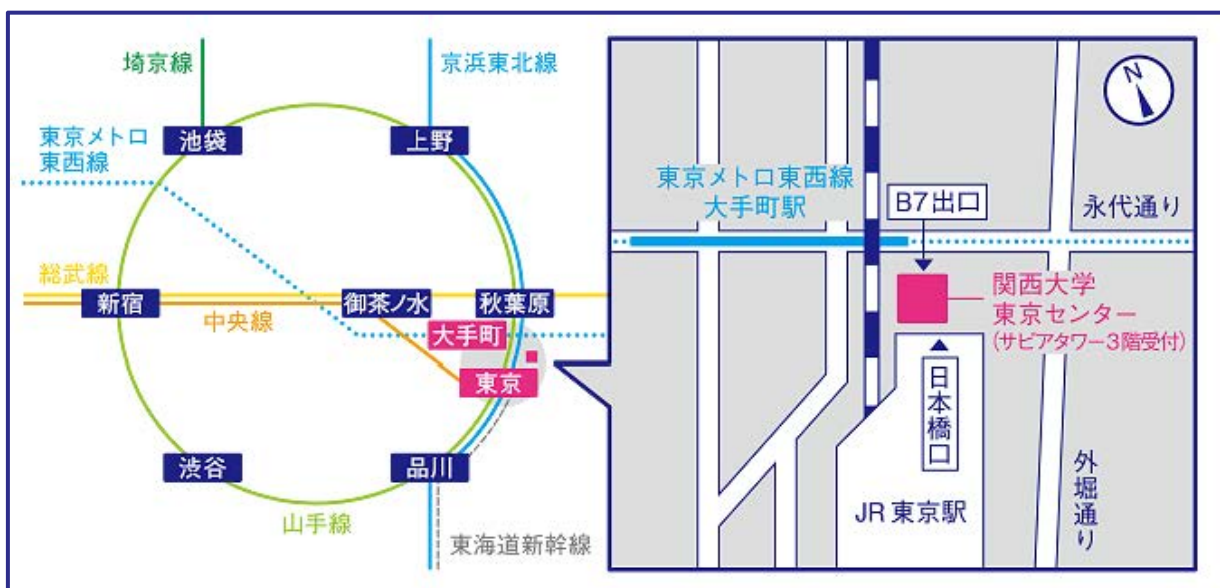 埼京線
京浜東北線
東京メトロ
東西線
池袋
上野
総武線
新宿
中央線
御茶ノ水
秋葉原
大手町
東京
渋谷
品川
山手線
東海道新幹線
N
東京メトロ東西線
大手町駅
B7出口
永代通り
関西大学
東京センター
(サピアタワー3階受付)
日本橋口
JR 東京駅
外堀通り